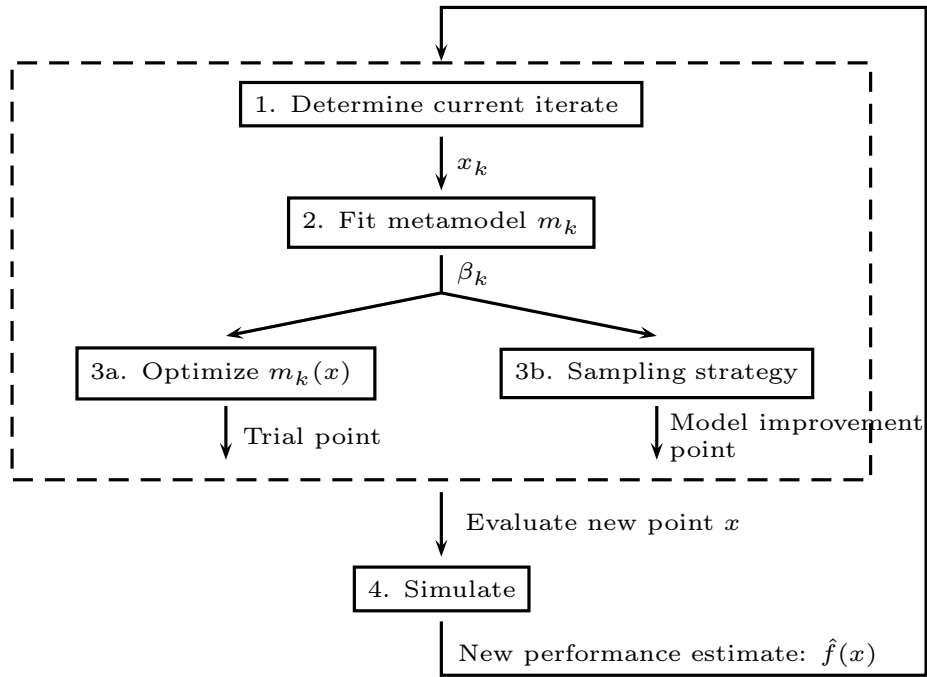 1. Determine current iterate
x_k
2. Fit metamodel m_k
β_k
3a. Optimize m_k(x)
3b. Sampling strategy
Trial point
Model improvement
point
Evaluate new point x
4. Simulate
New performance estimate: f̂(x)